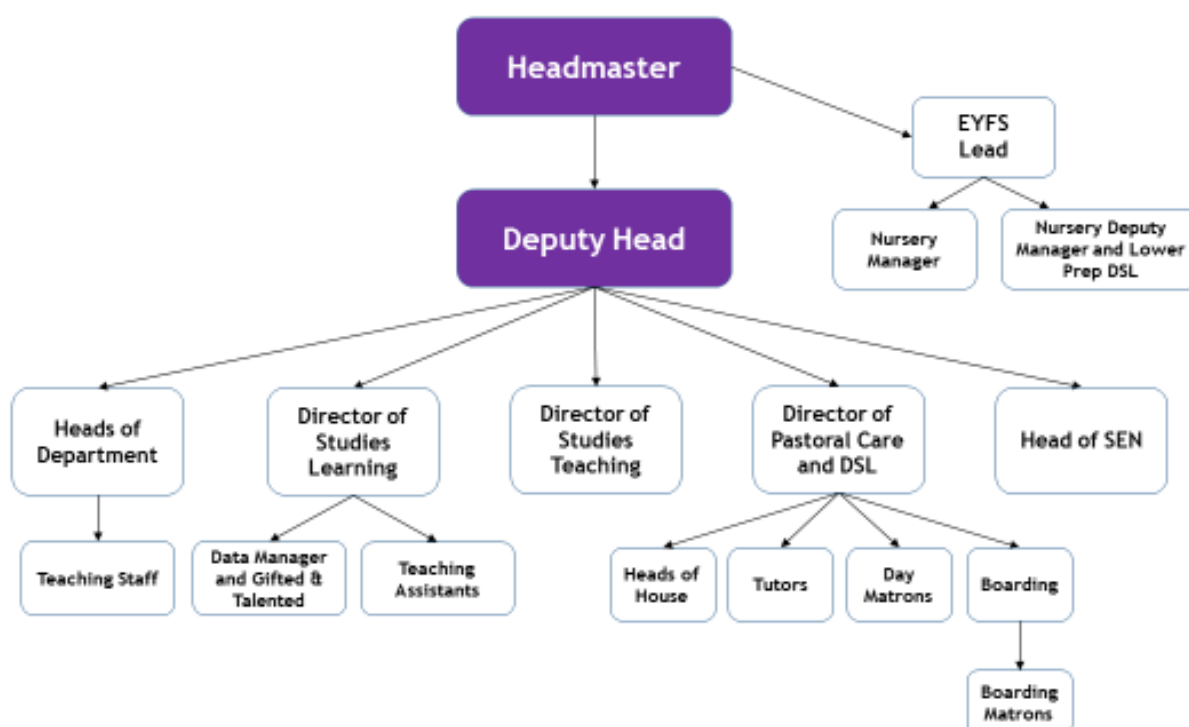 Headmaster
EYFS
Lead
Deputy Head
Nursery
Manager
Nursery Deputy
Manager and Lower
Prep DSL
Heads of
Department
Director of
Studies
Learning
Director of
Studies
Teaching
Director of
Pastoral Care
and DSL
Head of SEN
Teaching Staff
Data Manager
and Gifted &
Talented
Teaching
Assistants
Heads of
House
Tutors
Day
Matrons
Boarding
Boarding
Matrons